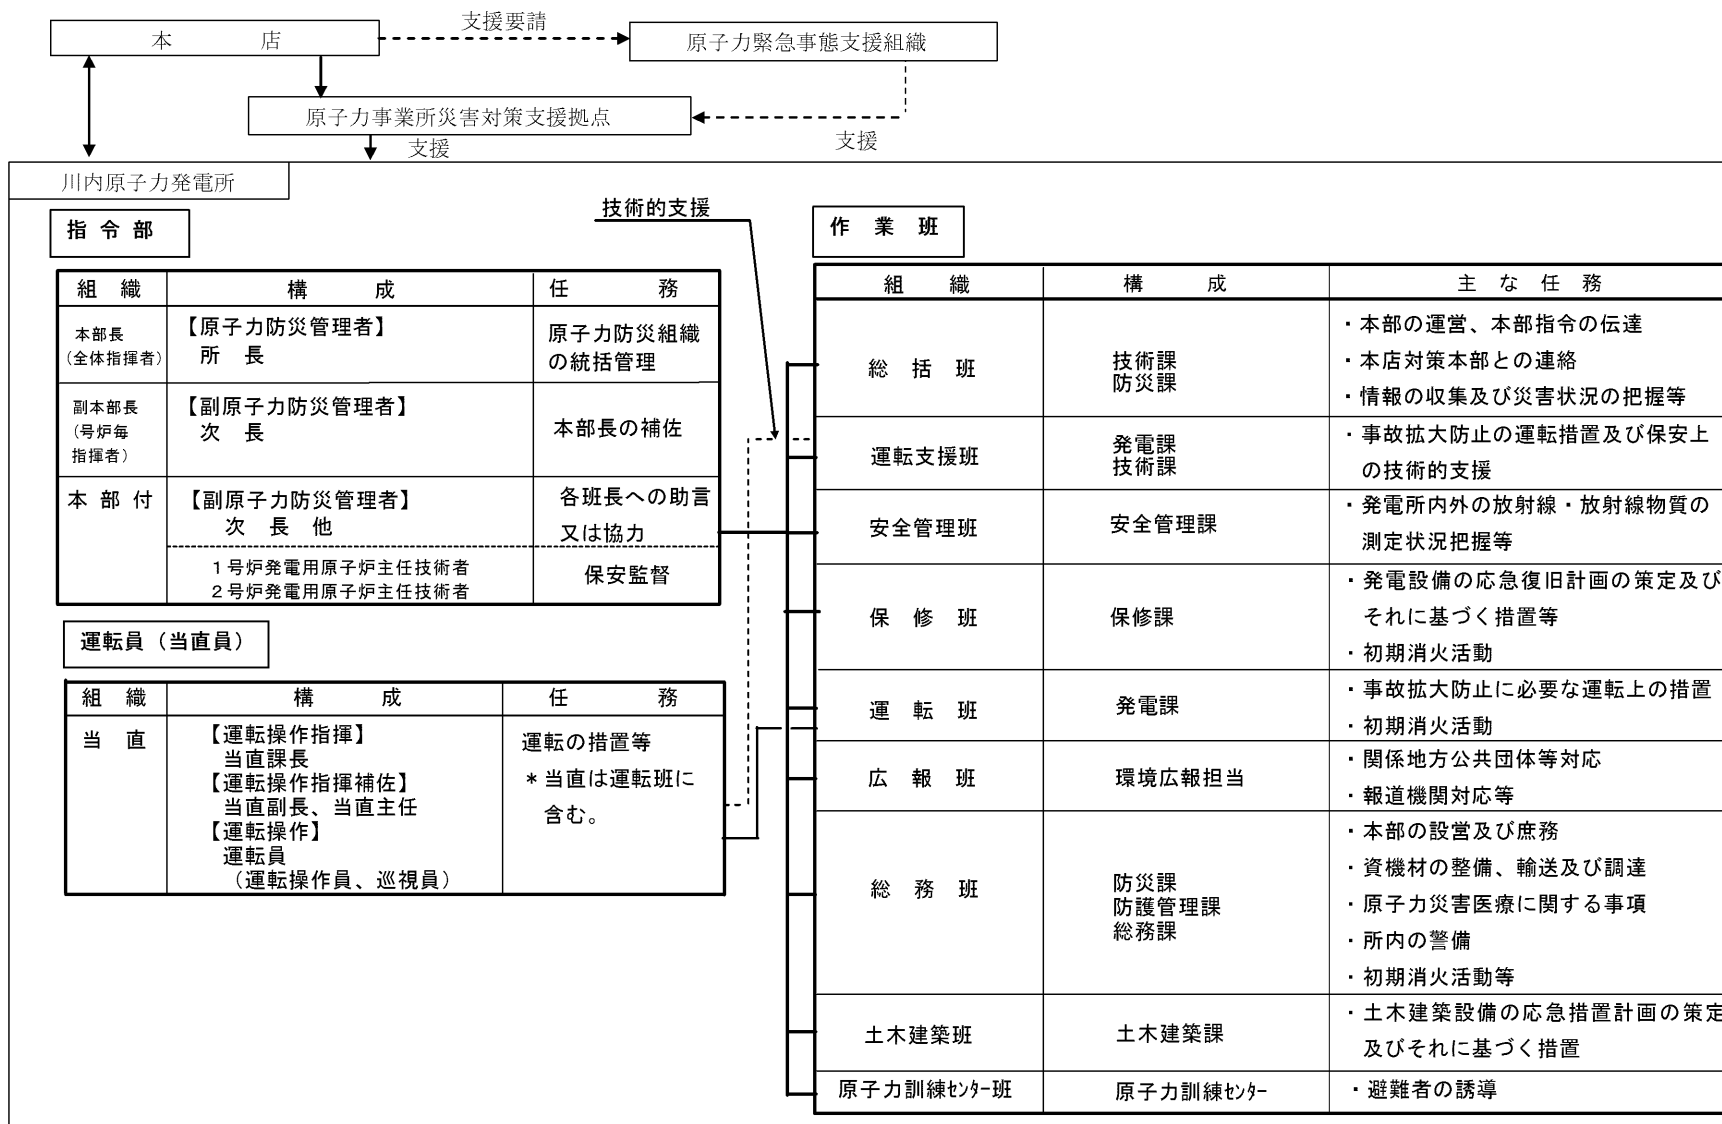 本　店
支援要請
原子力緊急事態支援組織
原子力事業所災害対策支援拠点
支援
支援
川内原子力発電所
指 令 部
組 織
構 成
任 務
本部長
(全体指揮者)
【原子力防災管理者】
所 長
原子力防災組織
の統括管理
副本部長
(号炉毎
指揮者)
【副原子力防災管理者】
次 長
本部長の補佐
本 部 付
【副原子力防災管理者】
次 長 他
各班長への助言
又は協力
１号炉発電用原子炉主任技術者
２号炉発電用原子炉主任技術者
保安監督
運転員（当直員）
組 織
構 成
任 務
当 直
【運転操作指揮】
当直課長
【運転操作指揮補佐】
当直副長、当直主任
【運転操作】
運転員
（運転操作員、巡視員）
運転の措置等
＊当直は運転班に
含む。
技術的支援
作 業 班
組 織
構 成
主 な 任 務
総 括 班
技術課
防災課
・本部の運営、本部指令の伝達
・本店対策本部との連絡
・情報の収集及び災害状況の把握等
運転支援班
発電課
技術課
・事故拡大防止の運転措置及び保安上
の技術的支援
安全管理班
安全管理課
・発電所内外の放射線・放射線物質の
測定状況把握等
保 修 班
保修課
・発電設備の応急復旧計画の策定及び
それに基づく措置等
・初期消火活動
運 転 班
発電課
・事故拡大防止に必要な運転上の措置
・初期消火活動
広 報 班
環境広報担当
・関係地方公共団体等対応
・報道機関対応等
総 務 班
防災課
防護管理課
総務課
・本部の設営及び庶務
・資機材の整備、輸送及び調達
・原子力災害医療に関する事項
・所内の警備
・初期消火活動等
土木建築班
土木建築課
・土木建築設備の応急措置計画の策定
及びそれに基づく措置
原子力訓練ｾﾝﾀｰ班
原子力訓練ｾﾝﾀｰ
・避難者の誘導